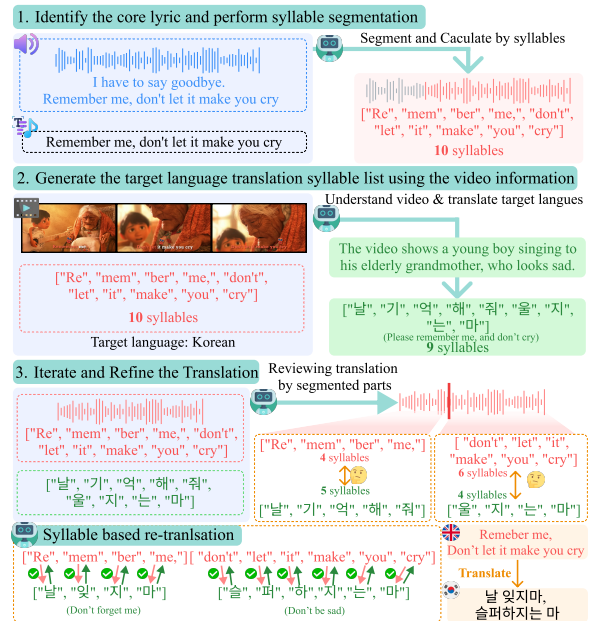 1. Identify the core lyric and perform syllable segmentation
I have to say goodbye.
Remember me, don't let it make you cry
Remember me, don't let it make you cry
Segment and Caculate by syllables
["Re", "mem", "ber", "me,", "don't",
"let", "it", "make", "you", "cry"]
10 syllables
2. Generate the target language translation syllable list using the video information
it make you cry
["Re", "mem", "ber", "me,", "don't",
"let", "it", "make", "you", "cry"]
10 syllables
Target language: Korean
Understand video & translate target langues
The video shows a young boy singing to
his elderly grandmother, who looks sad.
["날", "기", "억", "해", "줘", "울", "지",
"는", "마"]
(Please remember me, and don't cry)
9 syllables
3. Iterate and Refine the Translation
["Re", "mem", "ber", "me,", "don't",
"let", "it", "make", "you", "cry"]
["날", "기", "억", "해", "줘",
"울", "지", "는", "마"]
Reviewing translation
by segmented parts
["Re", "mem", "ber", "me,"]
4 syllables
5 syllables
["날", "기", "억", "해", "줘"]
[ "don't", "let", "it",
"make", "you", "cry"]
6 syllables
4 syllables
["울", "지", "는", "마"]
Syllable based re-tranlsation
["Re", "mem", "ber", "me,"] [ "don't", "let", "it", "make", "you", "cry"]
["날", "잊", "지", "마"]
["슬", "퍼", "하", "지", "는", "마"]
(Don't forget me)
(Don't be sad)
Remeber me,
Don't let it make you cry
Translate
날 잊지마,
슬퍼하지는 마